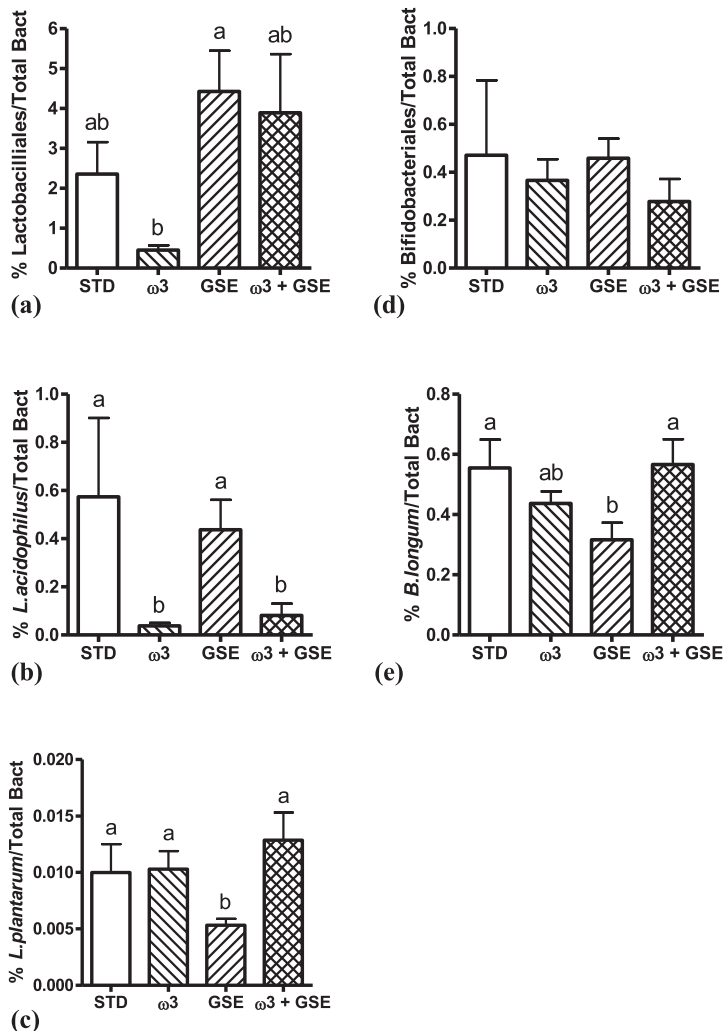 % Lactobacilliales/Total Bact
6
5
4
3
2
1
0
ab
b
a
ab
STD ω3 GSE ω3 + GSE
(a)
% Bifidobacteriales/Total Bact
1.0
0.8
0.6
0.4
0.2
0.0
STD ω3 GSE ω3 + GSE
(d)
% L.acidophilus/Total Bact
1.0
0.8
0.6
0.4
0.2
0.0
a
b
a
b
STD ω3 GSE ω3 + GSE
(b)
% B.longum/Total Bact
0.8
0.6
0.4
0.2
0.0
a
ab
b
a
STD ω3 GSE ω3 + GSE
(e)
% L.plantarum/Total Bact
0.020
0.015
0.010
0.005
0.000
a
a
b
a
STD ω3 GSE ω3 + GSE
(c)